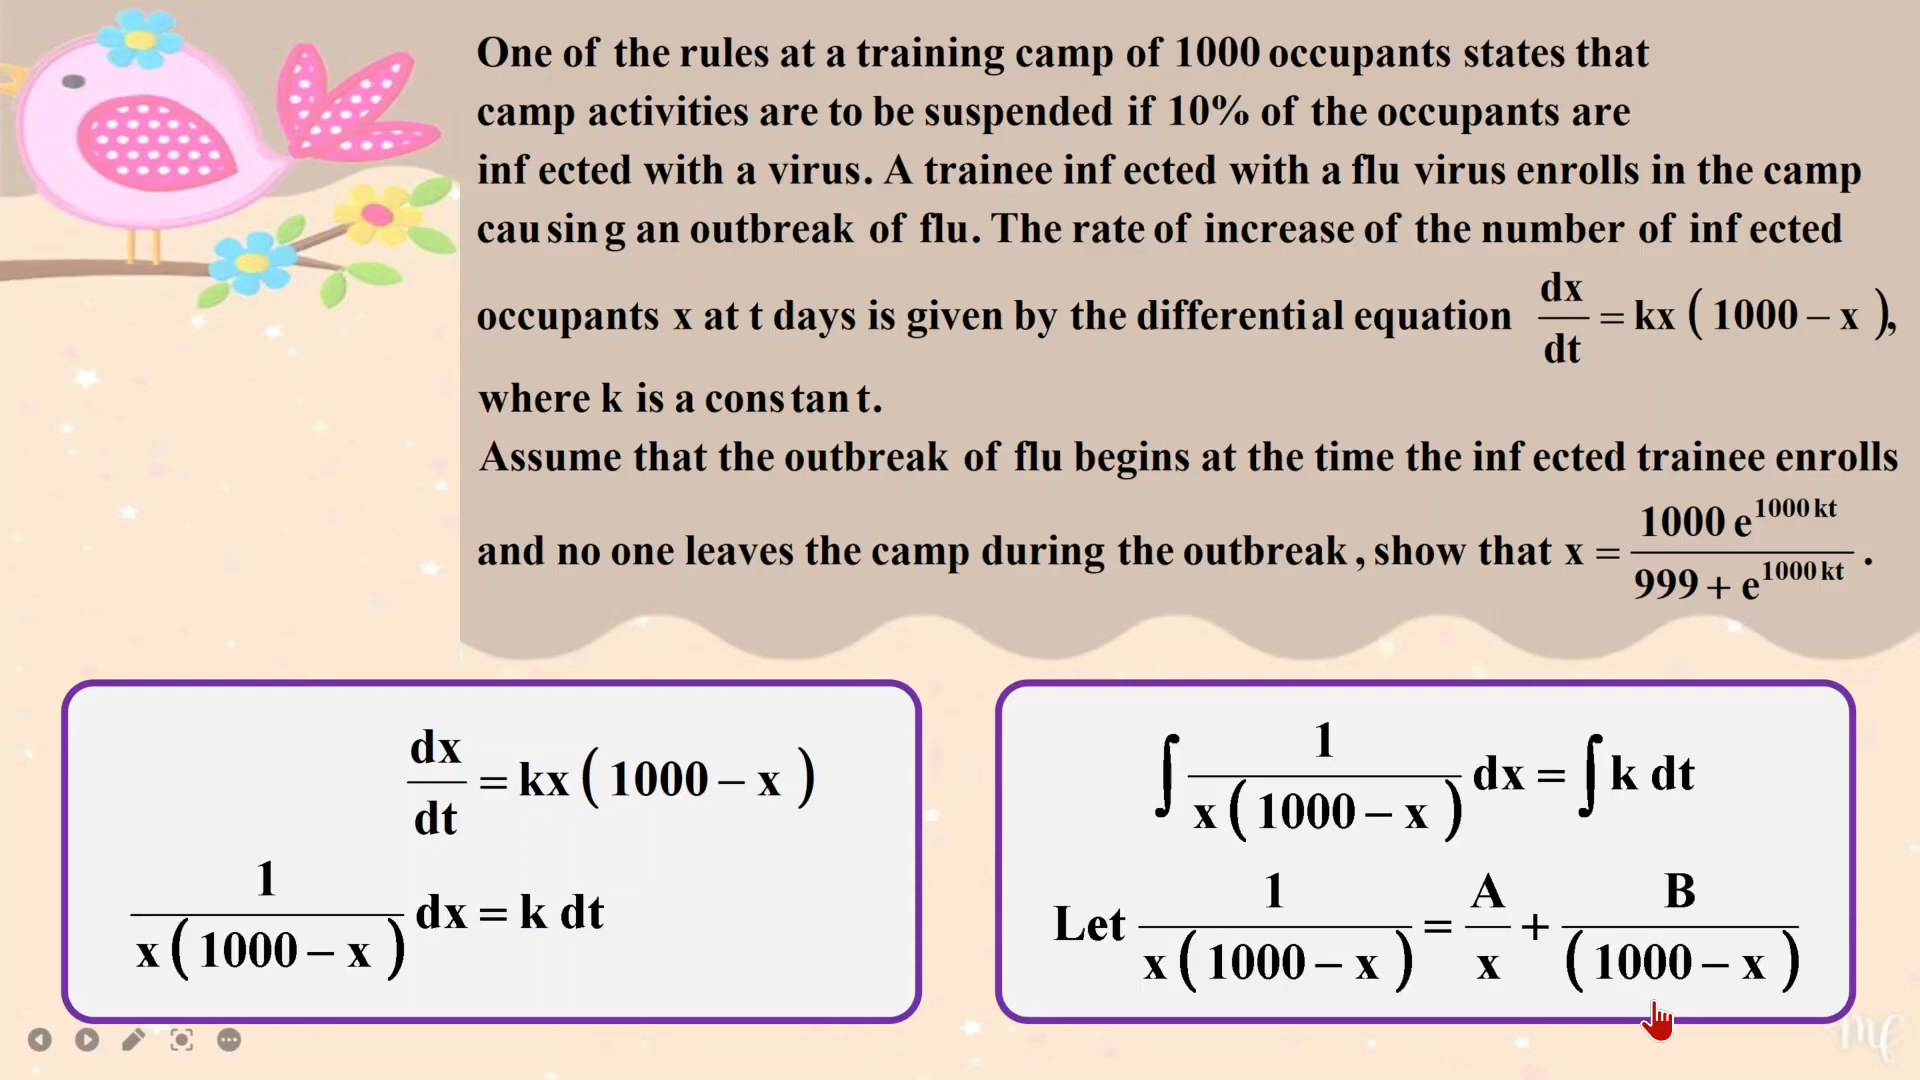 One of the rules at a training camp of 1000 occupants states that
camp activities are to be suspended if 10% of the occupants are
inf ected with a virus. A trainee inf ected with a flu virus enrolls in the camp
cau sin g an outbreak of flu. The rate of increase of the number of inf ected
occupants x at t days is given by the differenti al equation dx/dt = kx ( 1000 – x ),
where k is a cons tan t.
Assume that the outbreak of flu begins at the time the inf ected trainee enrolls
and no one leaves the camp during the outbreak , show that x = 1000 e^(1000 kt) / (999 + e^(1000 kt)) .
dx/dt = kx ( 1000 – x )
1 / (x ( 1000 – x )) dx = k dt
∫ 1 / (x ( 1000 – x )) dx = ∫ k dt
Let 1 / (x ( 1000 – x )) = A/x + B / ( 1000 – x )
mf